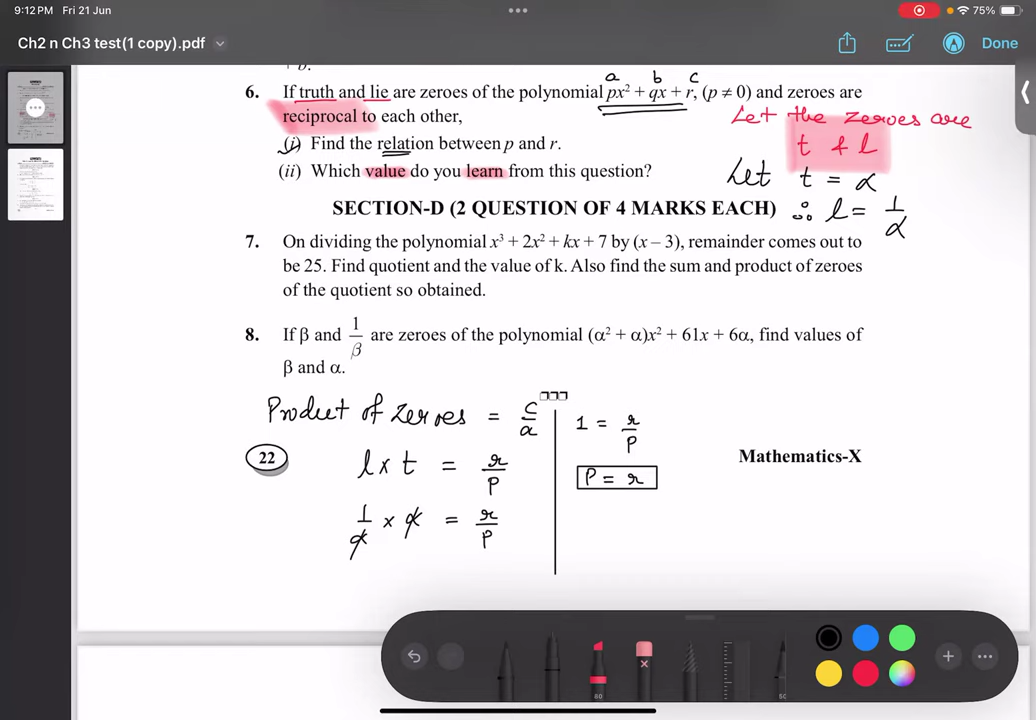 9:12 PM Fri 21 Jun
75%
Ch2 n Ch3 test(1 copy).pdf
Done
a b c
6. If truth and lie are zeroes of the polynomial px² + qx + r, (p ≠ 0) and zeroes are
reciprocal to each other,
Let the zeroes are
(i) Find the relation between p and r.
t & l
(ii) Which value do you learn from this question?
Let t = α
SECTION-D (2 QUESTION OF 4 MARKS EACH)
∴ l = 1/α
7. On dividing the polynomial x³ + 2x² + kx + 7 by (x – 3), remainder comes out to
be 25. Find quotient and the value of k. Also find the sum and product of zeroes
of the quotient so obtained.
8. If β and 1/β are zeroes of the polynomial (α² + α)x² + 61x + 6α, find values of
β and α.
Product of zeroes = c/a
l × t = r/p
1/α × α = r/p
1 = r/p
P = r
22
Mathematics-X
80
50